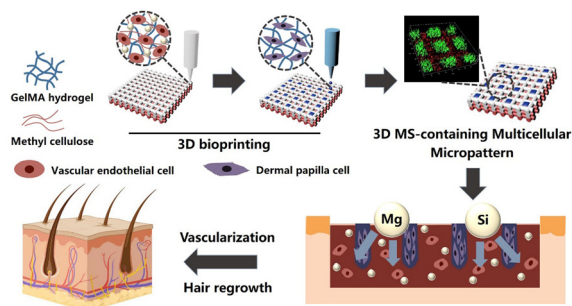 GelMA hydrogel
Methyl cellulose
3D bioprinting
Vascular endothelial cell
Dermal papilla cell
3D MS-containing Multicellular
Micropattern
Mg
Si
Vascularization
Hair regrowth